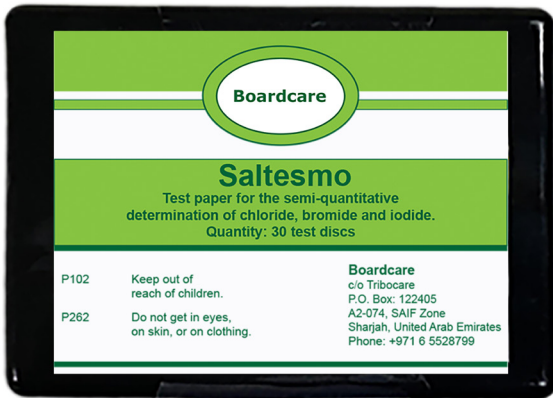 Boardcare
Saltesmo
Test paper for the semi-quantitative
determination of chloride, bromide and iodide.
Quantity: 30 test discs
P102 Keep out of
reach of children.
P262 Do not get in eyes,
on skin, or on clothing.
Boardcare
c/o Tribocare
P.O. Box: 122405
A2-074, SAIF Zone
Sharjah, United Arab Emirates
Phone: +971 6 5528799